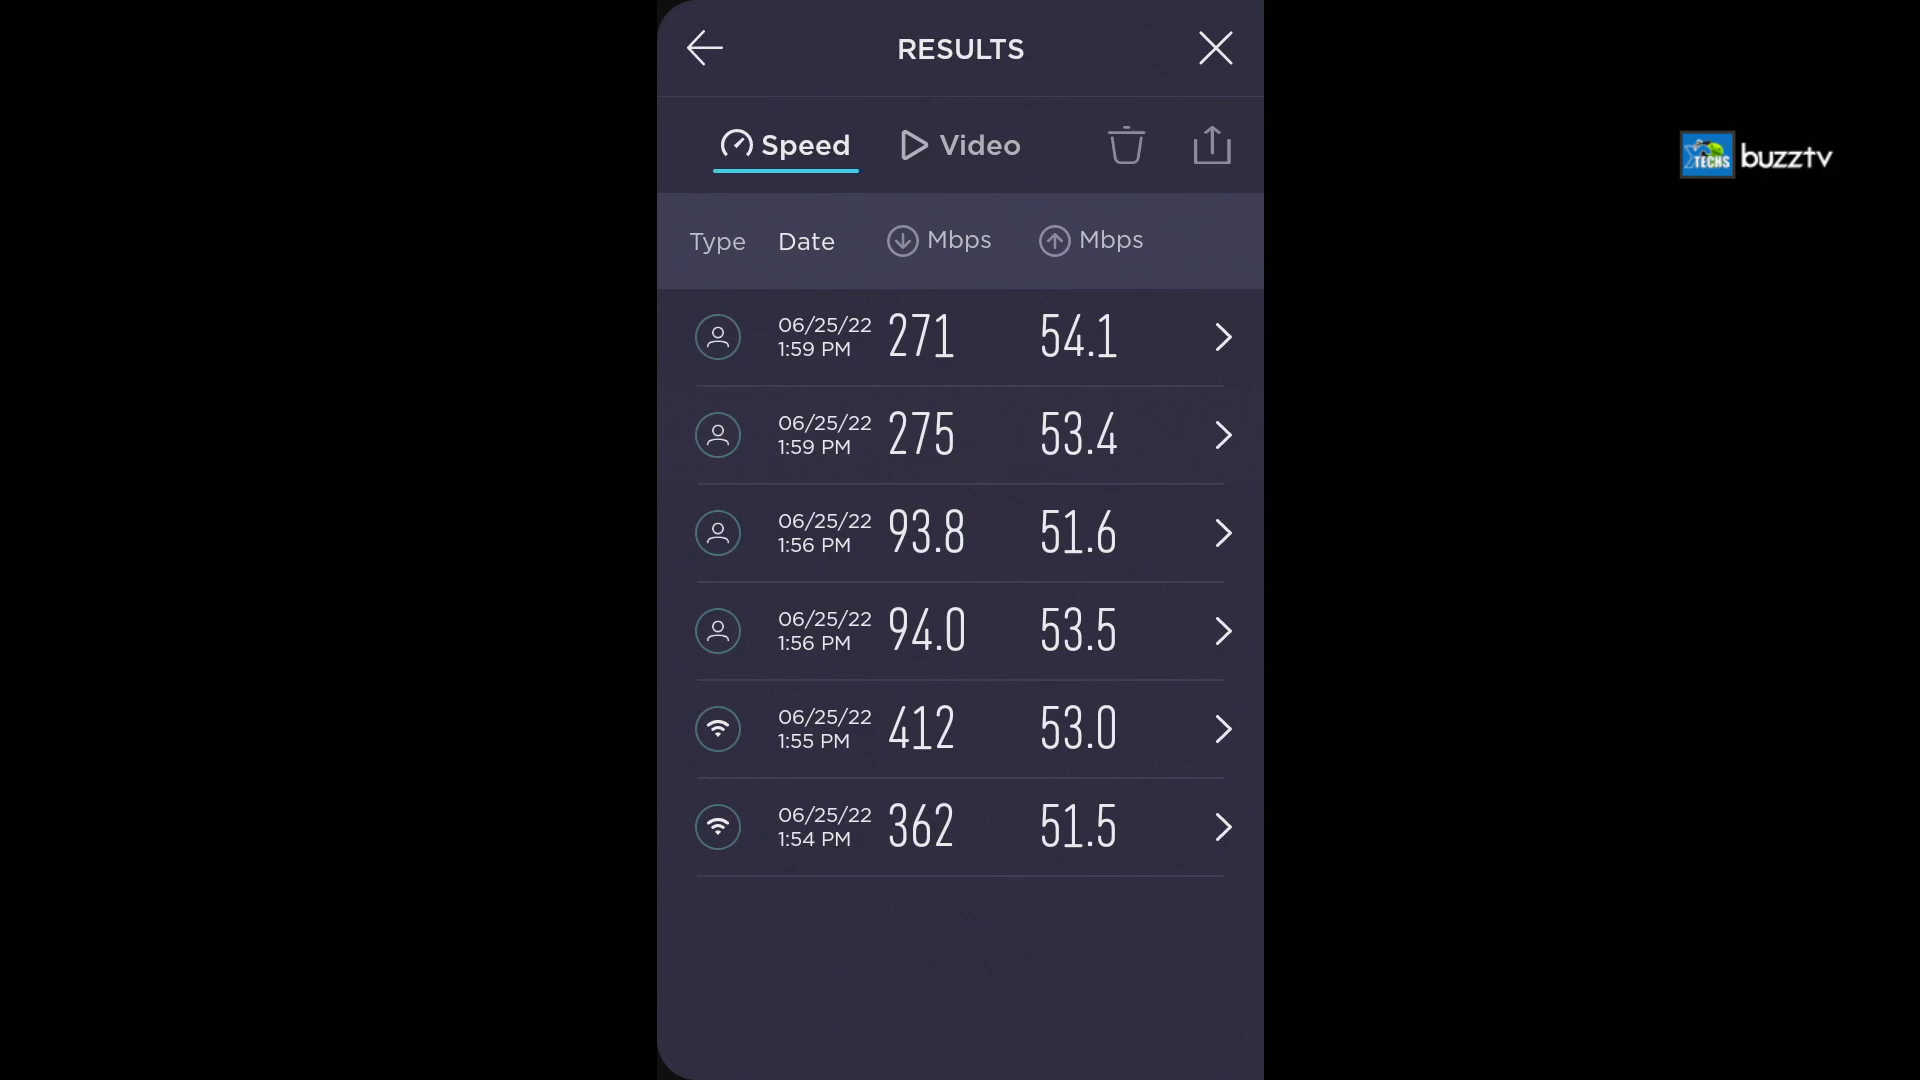 RESULTS
Speed Video
TECHS buzztv
Type Date Mbps Mbps
06/25/22
1:59 PM 271 54.1
06/25/22
1:59 PM 275 53.4
06/25/22
1:56 PM 93.8 51.6
06/25/22
1:56 PM 94.0 53.5
06/25/22
1:55 PM 412 53.0
06/25/22
1:54 PM 362 51.5